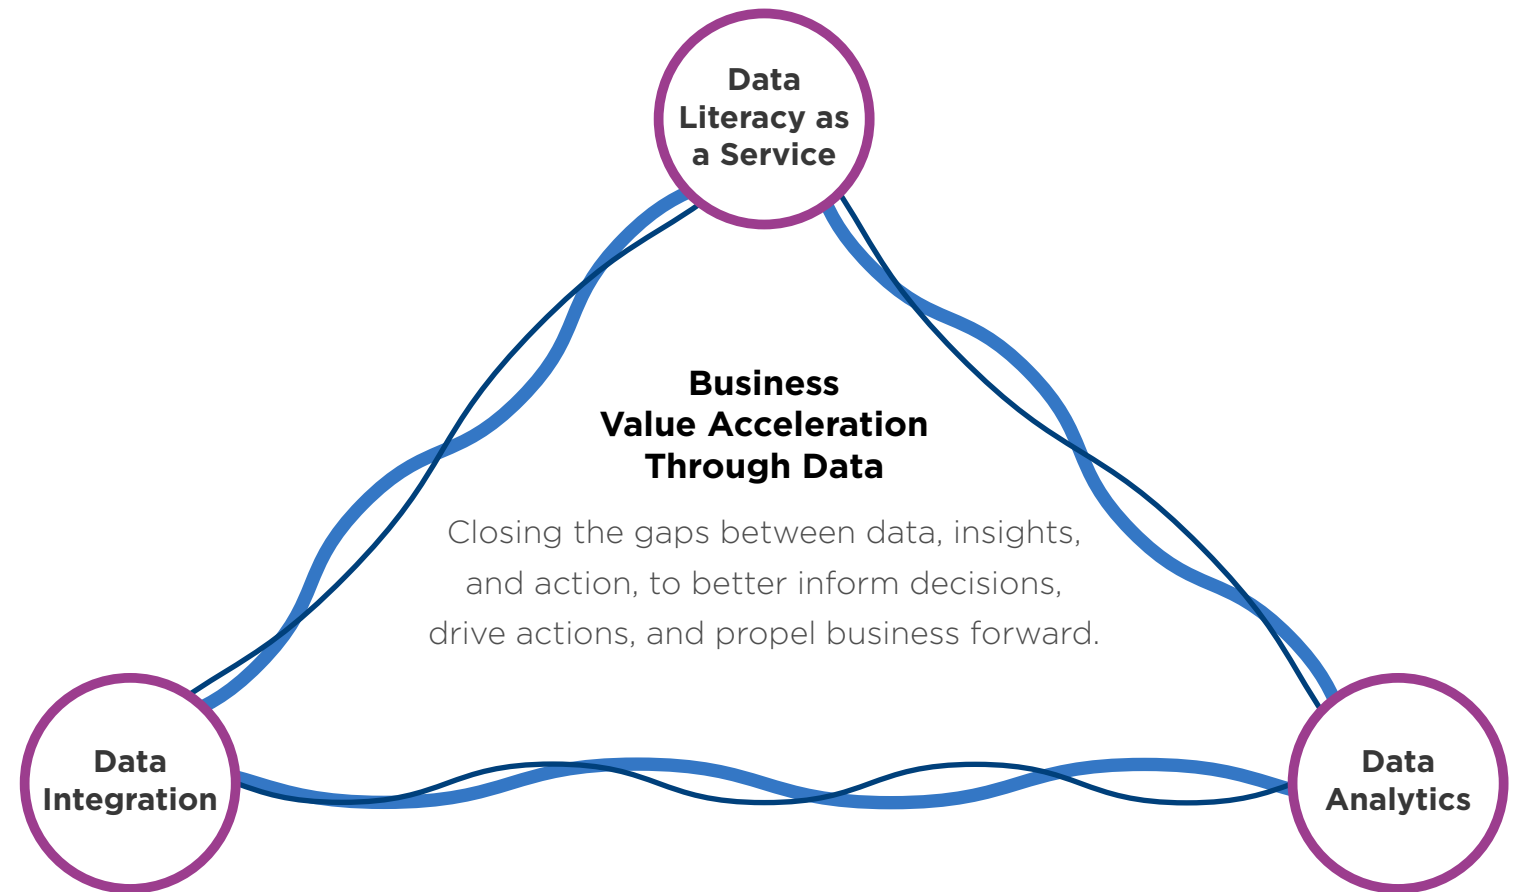 Data
Literacy as
a Service
Business
Value Acceleration
Through Data
Closing the gaps between data, insights,
and action, to better inform decisions,
drive actions, and propel business forward.
Data
Integration
Data
Analytics